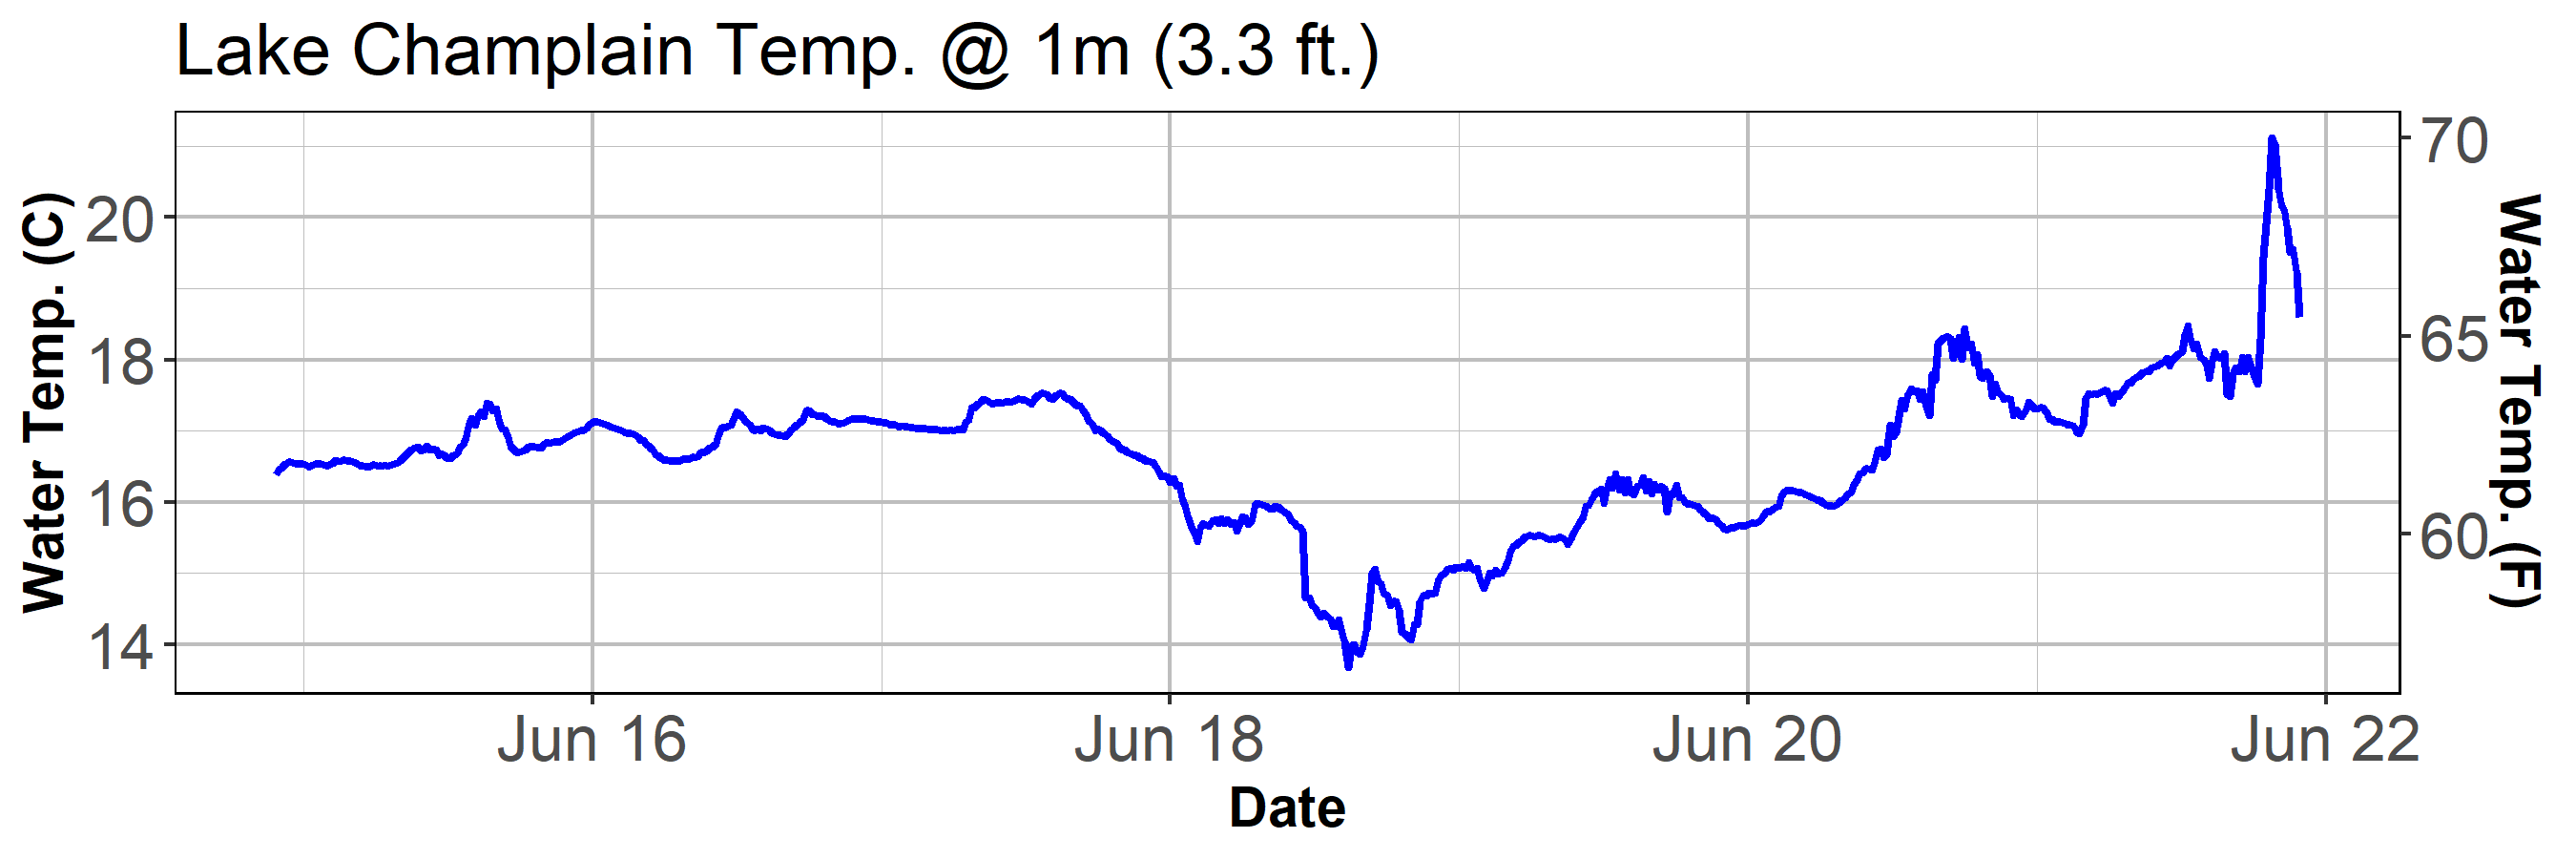 Lake Champlain Temp. @ 1m (3.3 ft.)
Water Temp. (C)
20
18
16
14
70
65
60
Water Temp. (F)
Jun 16
Jun 18
Jun 20
Jun 22
Date